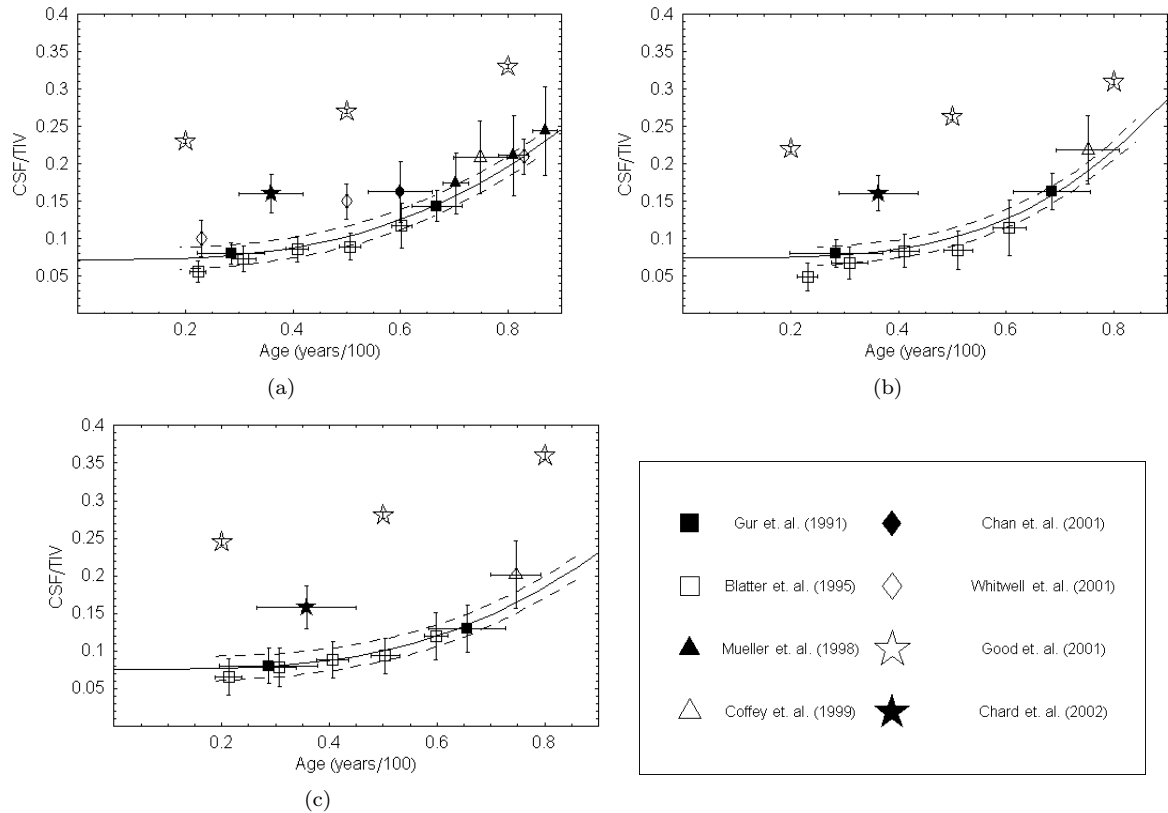 0.4
0.35
0.3
0.25
0.2
0.15
0.1
0.05
CSF/TIV
0.2 0.4 0.6 0.8
Age (years/100)
(a)
0.4
0.35
0.3
0.25
0.2
0.15
0.1
0.05
CSF/TIV
0.2 0.4 0.6 0.8
Age (years/100)
(b)
0.4
0.35
0.3
0.25
0.2
0.15
0.1
0.05
CSF/TIV
0.2 0.4 0.6 0.8
Age (years/100)
(c)
Gur et. al. (1991) Chan et. al. (2001)
Blatter et. al. (1995) Whitwell et. al. (2001)
Mueller et. al. (1998) Good et. al. (2001)
Coffey et. al. (1999) Chard et. al. (2002)